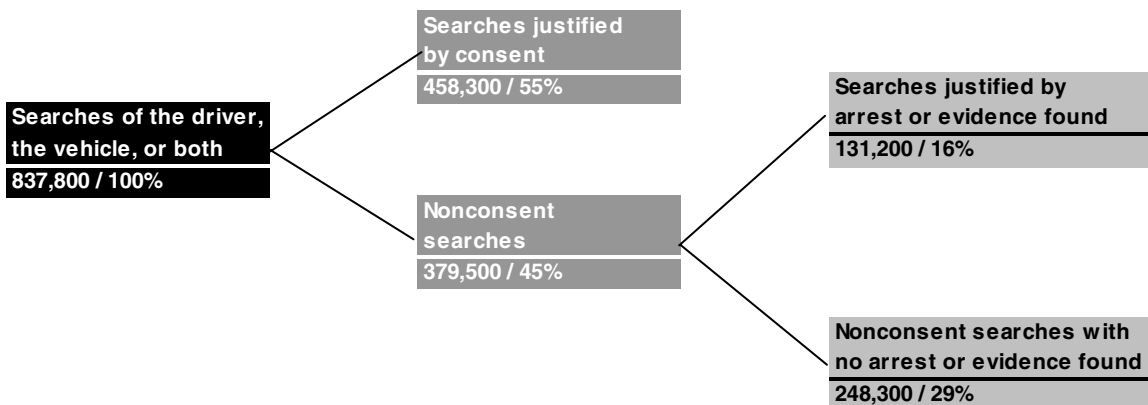 Searches of the driver,
the vehicle, or both
837,800 / 100%
Searches justified
by consent
458,300 / 55%
Nonconsent
searches
379,500 / 45%
Searches justified by
arrest or evidence found
131,200 / 16%
Nonconsent searches with
no arrest or evidence found
248,300 / 29%